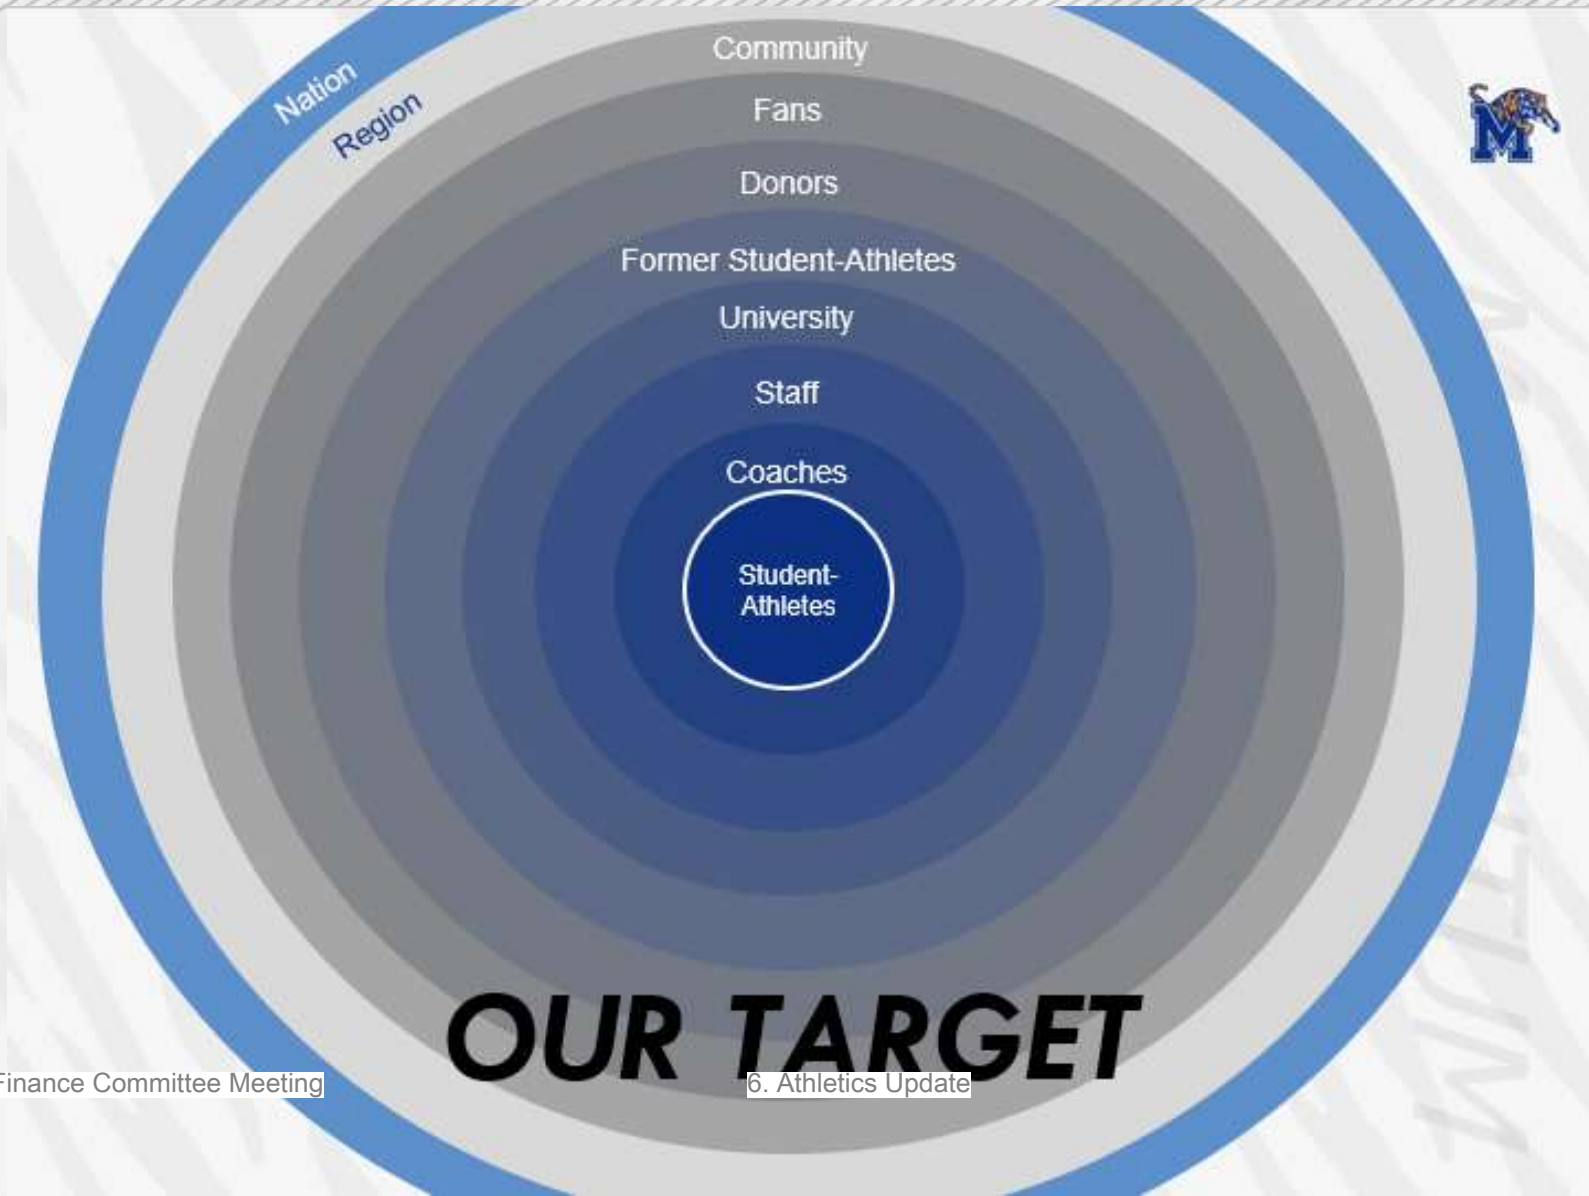 Nation
Region
Community
Fans
Donors
Former Student-Athletes
University
Staff
Coaches
Student-
Athletes
M
OUR TARGET
Finance Committee Meeting
6. Athletics Update